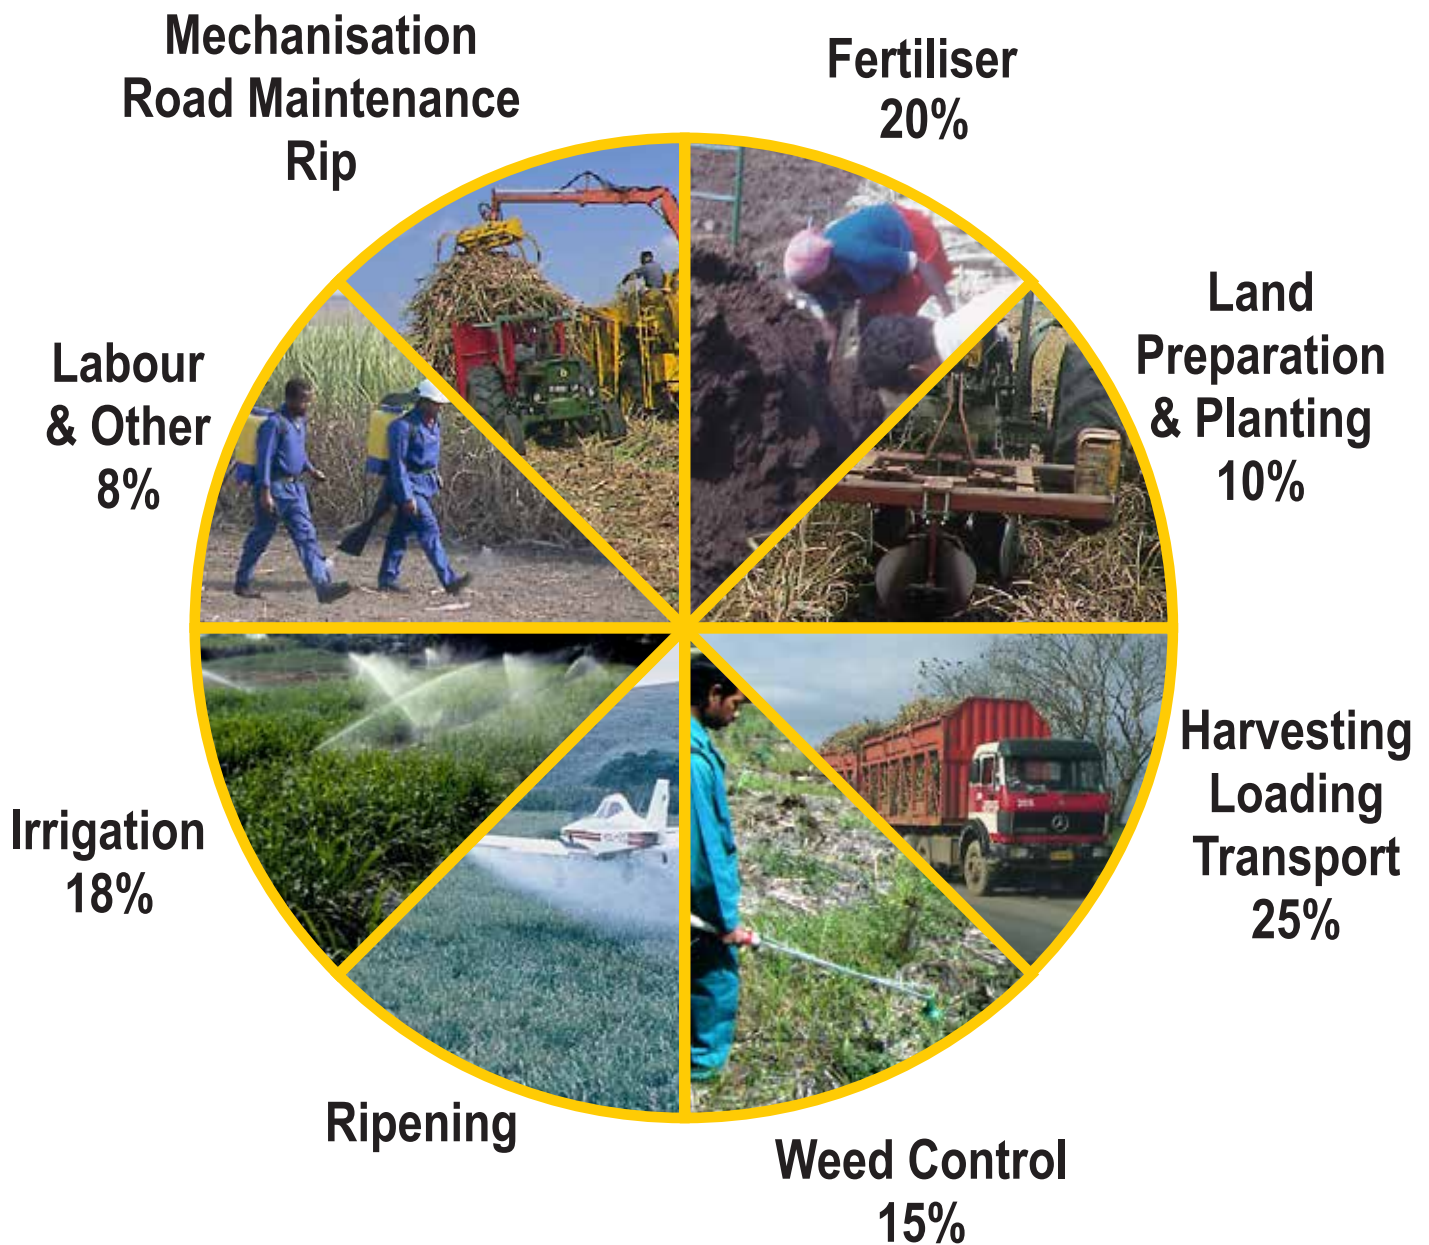 Mechanisation
Road Maintenance
Rip
Fertiliser
20%
Land
Preparation
& Planting
10%
Labour
& Other
8%
Harvesting
Loading
Transport
25%
Irrigation
18%
Ripening
Weed Control
15%